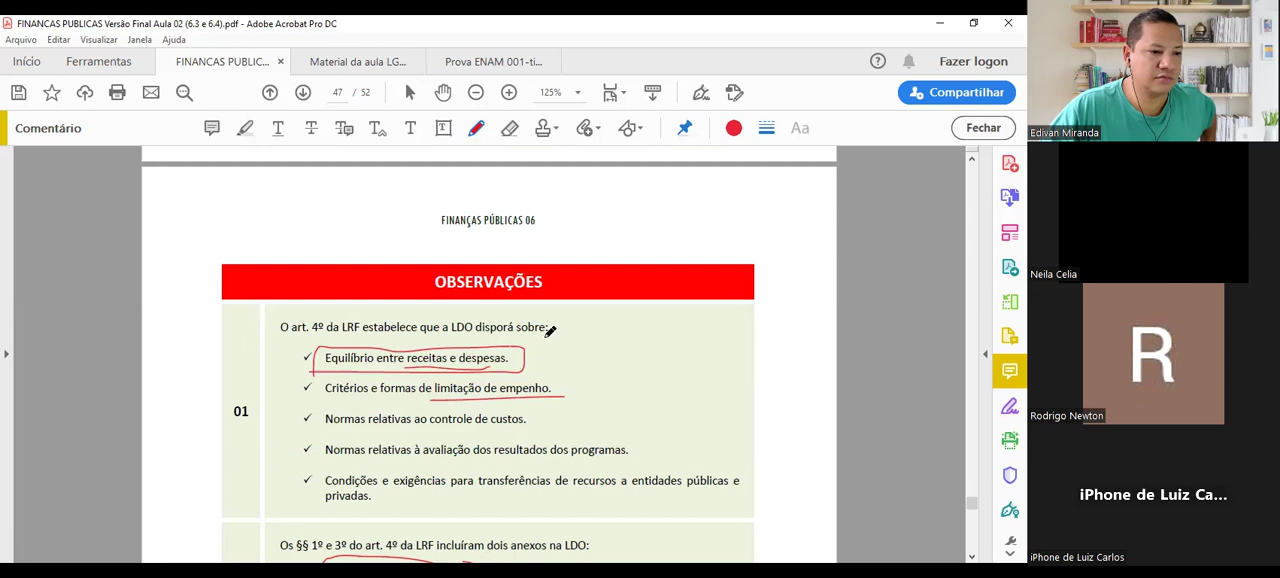 FINANCAS PUBLICAS Versão Final Aula 02 (6.3 e 6.4).pdf - Adobe Acrobat Pro DC
Arquivo Editar Visualizar Janela Ajuda
Início Ferramentas FINANCAS PUBLIC... × Material da aula LG... Prova ENAM 001-ti... Fazer logon
47 / 52 125% Compartilhar
Comentário Aa Fechar
FINANÇAS PÚBLICAS 06
OBSERVAÇÕES
01
O art. 4º da LRF estabelece que a LDO disporá sobre:
✓ Equilíbrio entre receitas e despesas.
✓ Critérios e formas de limitação de empenho.
✓ Normas relativas ao controle de custos.
✓ Normas relativas à avaliação dos resultados dos programas.
✓ Condições e exigências para transferências de recursos a entidades públicas e
privadas.
Os §§ 1º e 3º do art. 4º da LRF incluíram dois anexos na LDO:
Edivan Miranda
Neila Celia
R
Rodrigo Newton
iPhone de Luiz Ca...
iPhone de Luiz Carlos